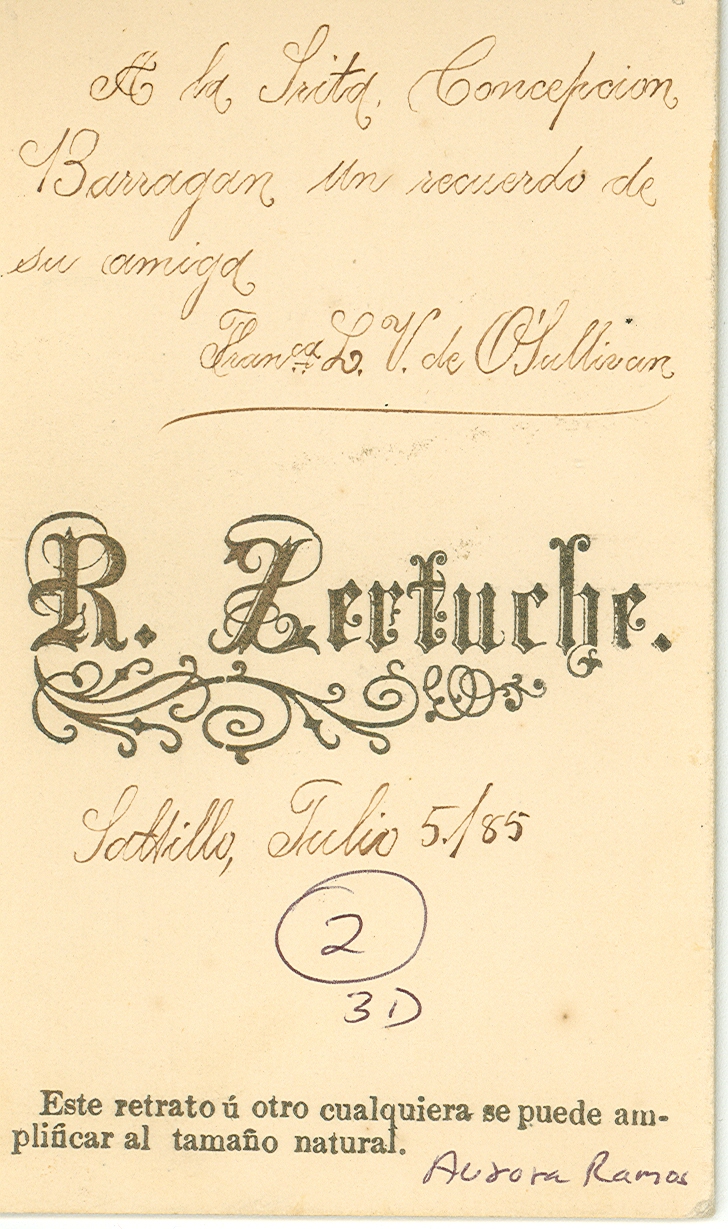 A la Srita. Concepcion
Barragan un recuerdo de
su amiga
Franca L. V. de O'Sullivan
R. Zertuche.
Saltillo, Julio 5./85
2
3D
Este retrato ú otro cualquiera se puede am-
plificar al tamaño natural.
Aurora Ramos